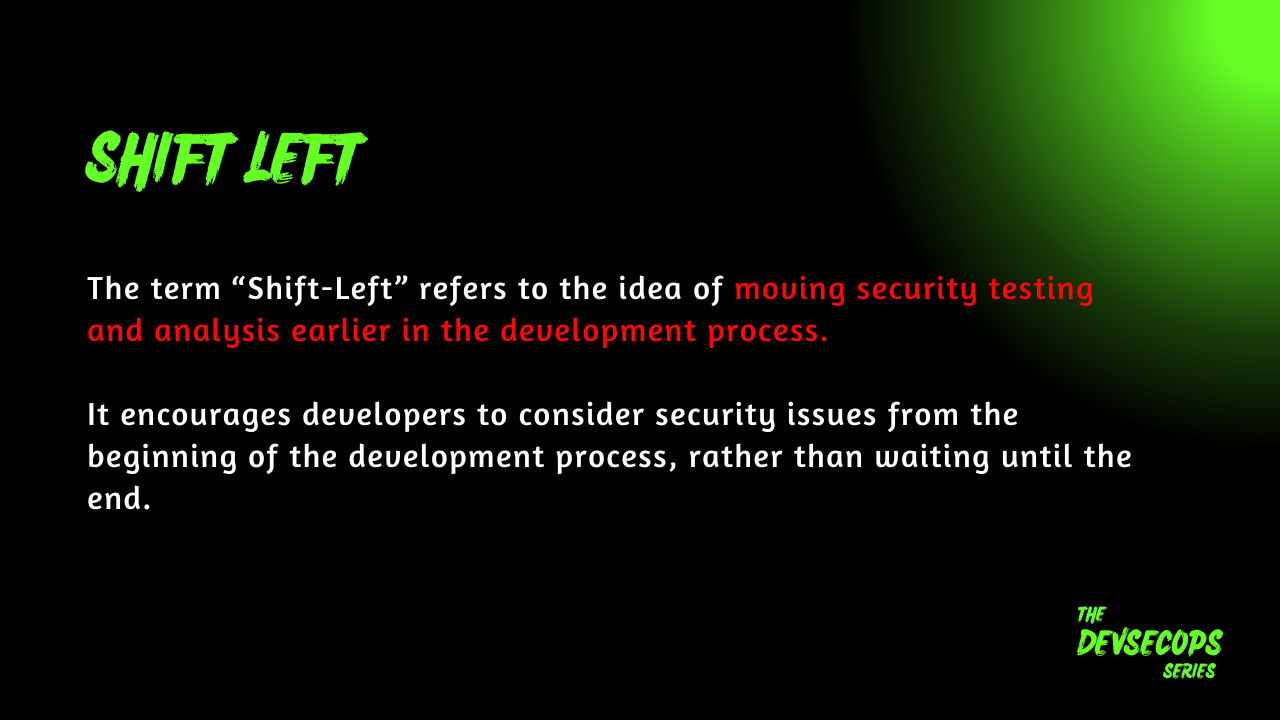 SHIFT LEFT
The term “Shift-Left” refers to the idea of moving security testing
and analysis earlier in the development process.
It encourages developers to consider security issues from the
beginning of the development process, rather than waiting until the
end.
THE
DEVSECOPS
SERIES